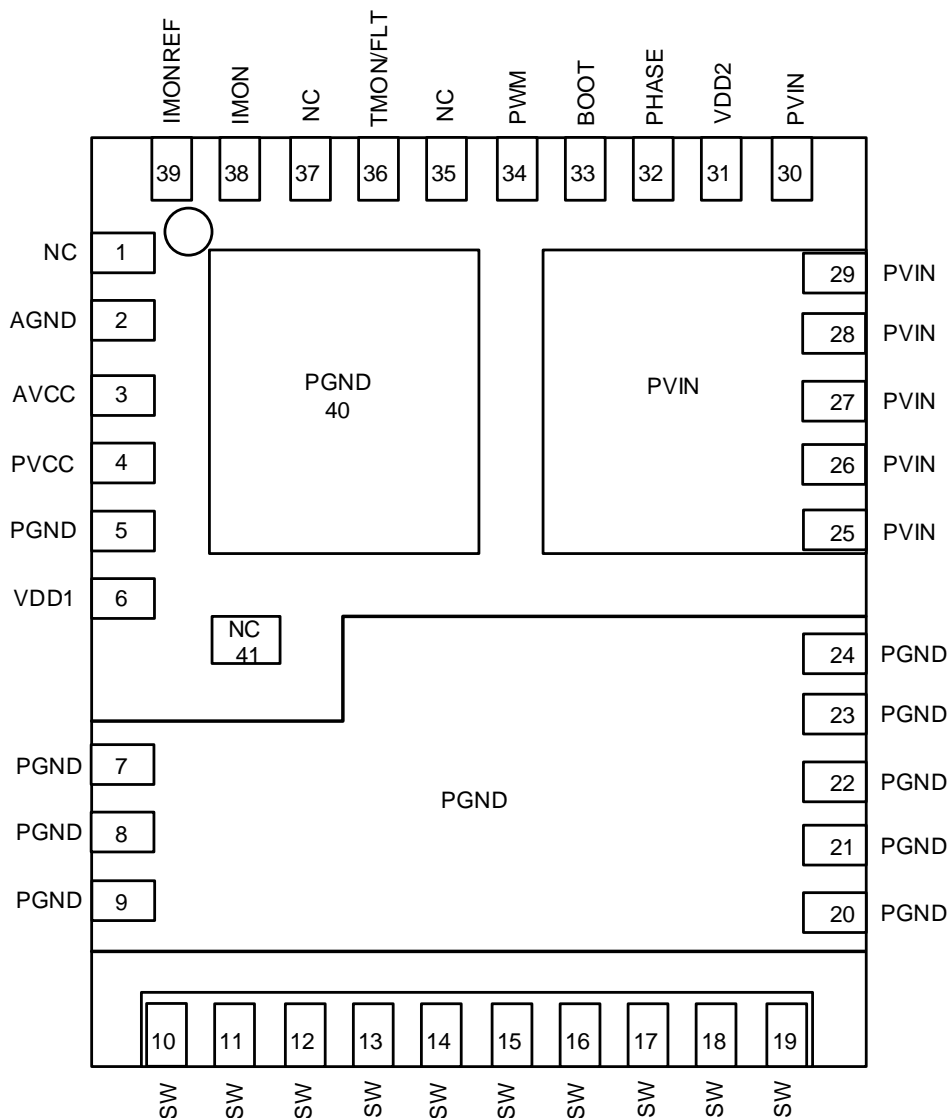 IMONREF
IMON
NC
TMON/FLT
NC
PWM
BOOT
PHASE
VDD2
PVIN
39 38 37 36 35 34 33 32 31 30
NC 1
AGND 2
AVCC 3
PVCC 4
PGND 5
VDD1 6
PGND
40
PVIN
29 PVIN
28 PVIN
27 PVIN
26 PVIN
25 PVIN
NC
41
24 PGND
23 PGND
22 PGND
21 PGND
20 PGND
PGND 7
PGND 8
PGND 9
PGND
10 11 12 13 14 15 16 17 18 19
SW
SW
SW
SW
SW
SW
SW
SW
SW
SW